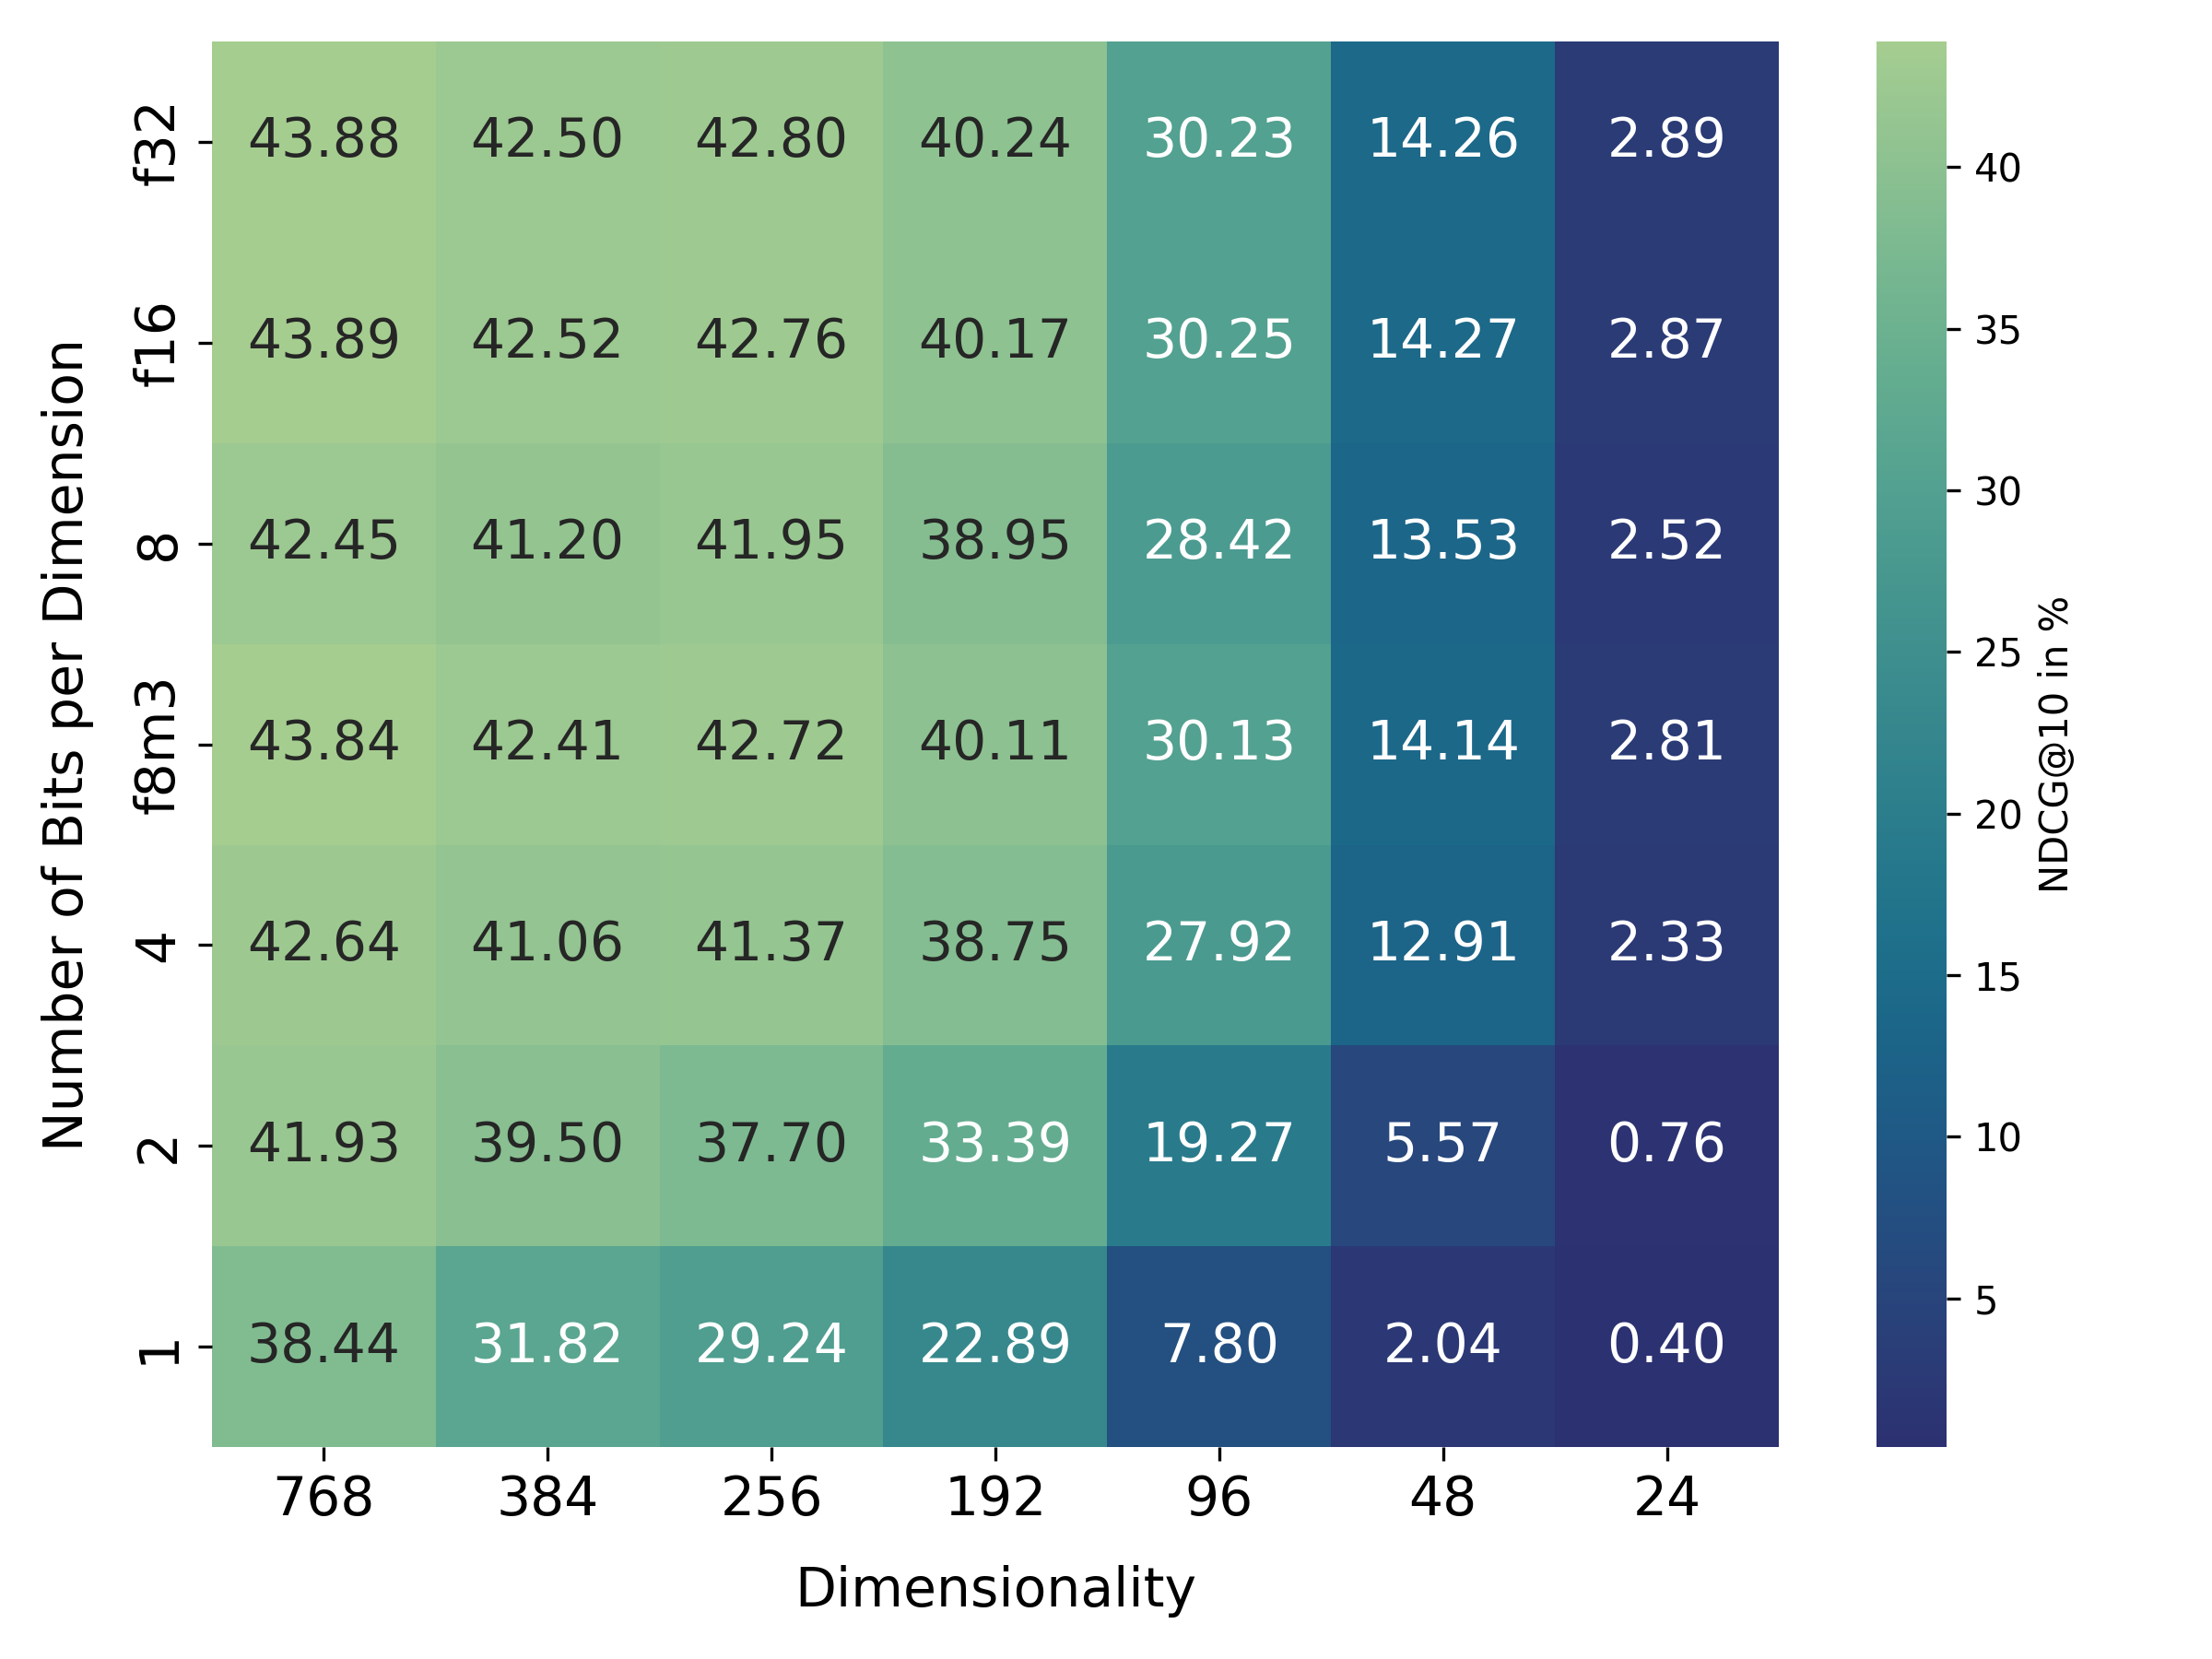 Number of Bits per Dimension
f32 43.88 42.50 42.80 40.24 30.23 14.26 2.89
f16 43.89 42.52 42.76 40.17 30.25 14.27 2.87
8 42.45 41.20 41.95 38.95 28.42 13.53 2.52
f8m3 43.84 42.41 42.72 40.11 30.13 14.14 2.81
4 42.64 41.06 41.37 38.75 27.92 12.91 2.33
2 41.93 39.50 37.70 33.39 19.27 5.57 0.76
1 38.44 31.82 29.24 22.89 7.80 2.04 0.40
768 384 256 192 96 48 24
Dimensionality
40
35
30
25
20
15
10
5
NDCG@10 in %